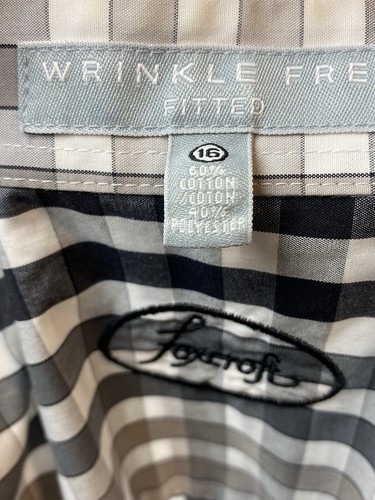 WRINKLE FRE
FITTED
16
60%
COTTON
/COTON
40%
POLYESTER
foxcroft